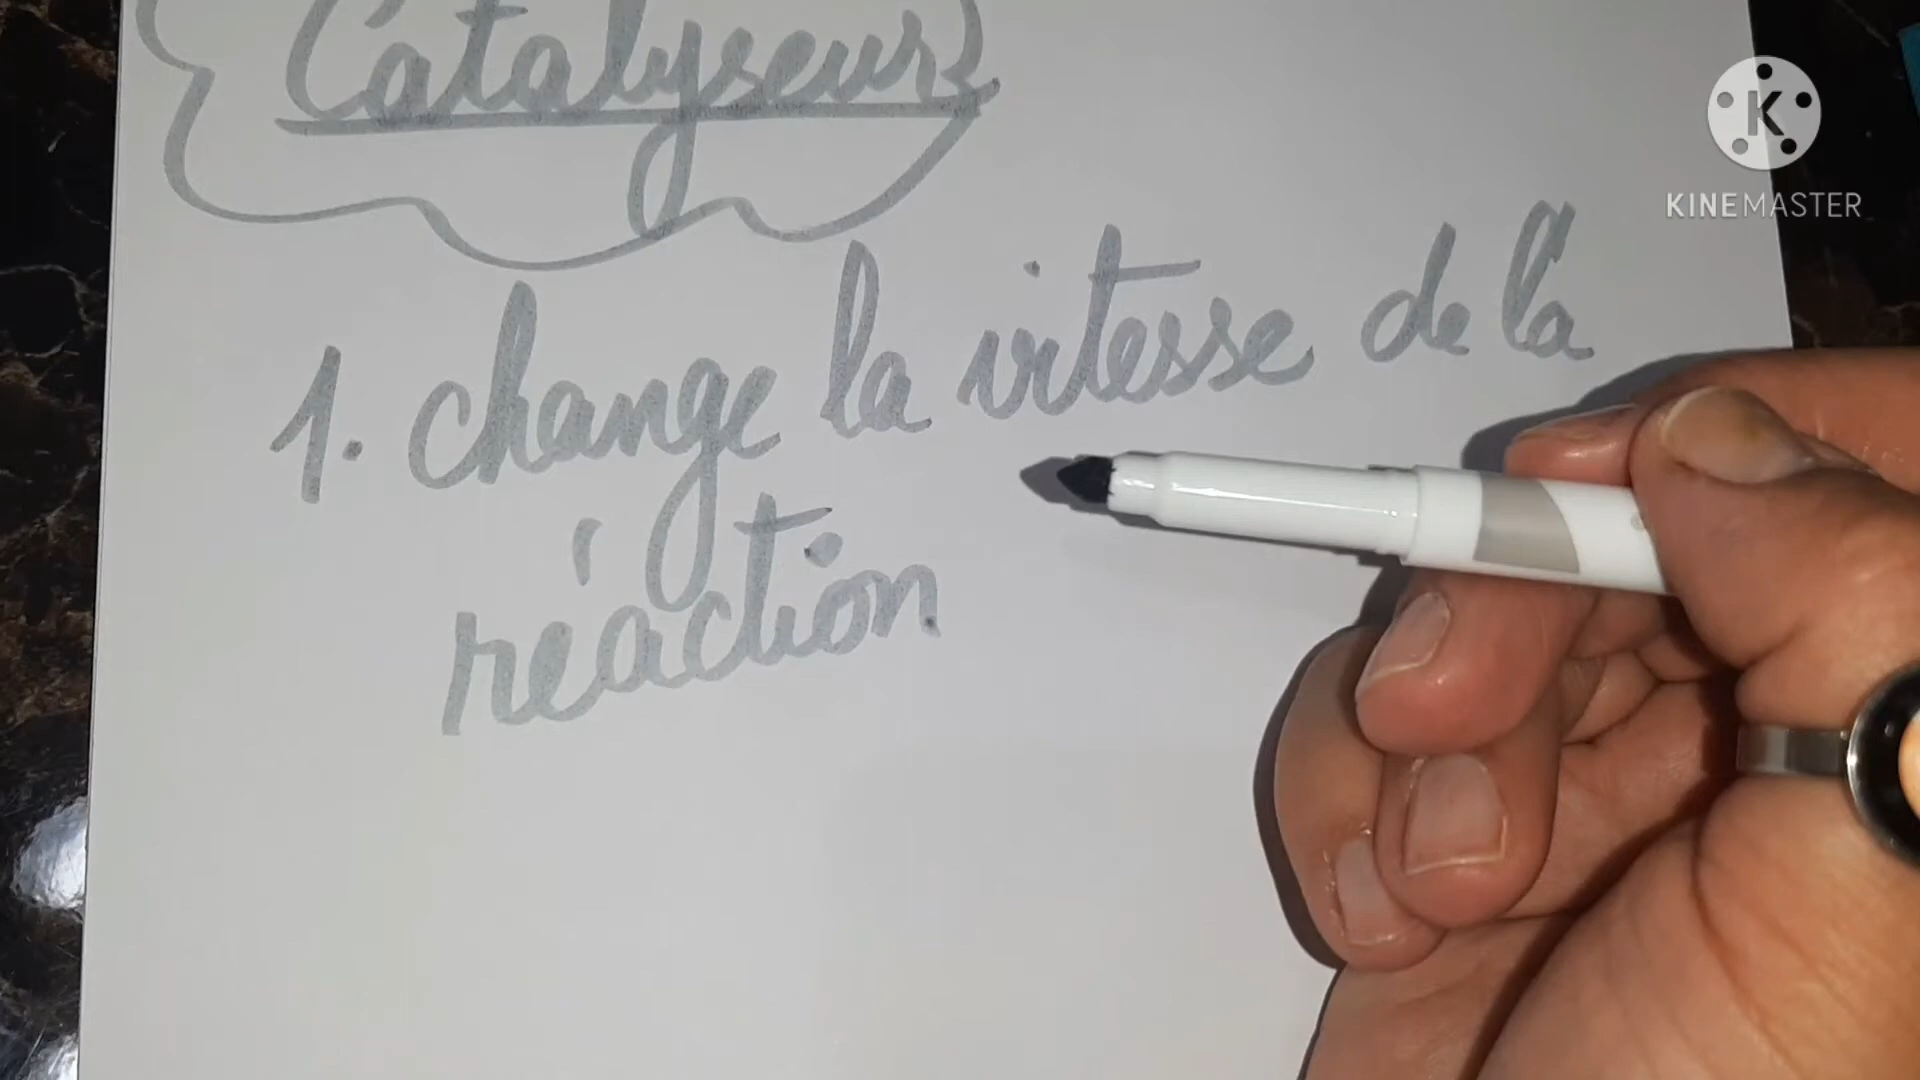 Catalyseur
K
KINEMASTER
1. change la vitesse de la
réaction